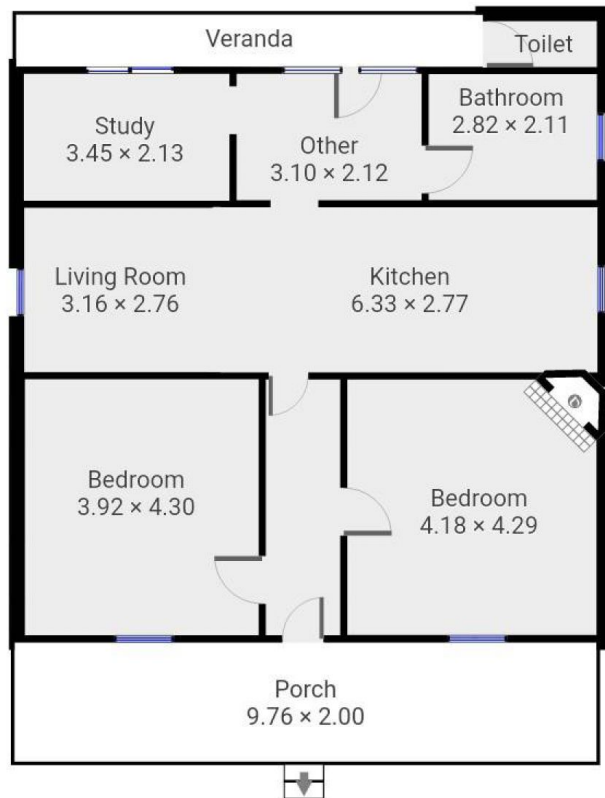 Veranda
Toilet
Study
3.45 × 2.13
Other
3.10 × 2.12
Bathroom
2.82 × 2.11
Living Room
3.16 × 2.76
Kitchen
6.33 × 2.77
Bedroom
3.92 × 4.30
Bedroom
4.18 × 4.29
Porch
9.76 × 2.00